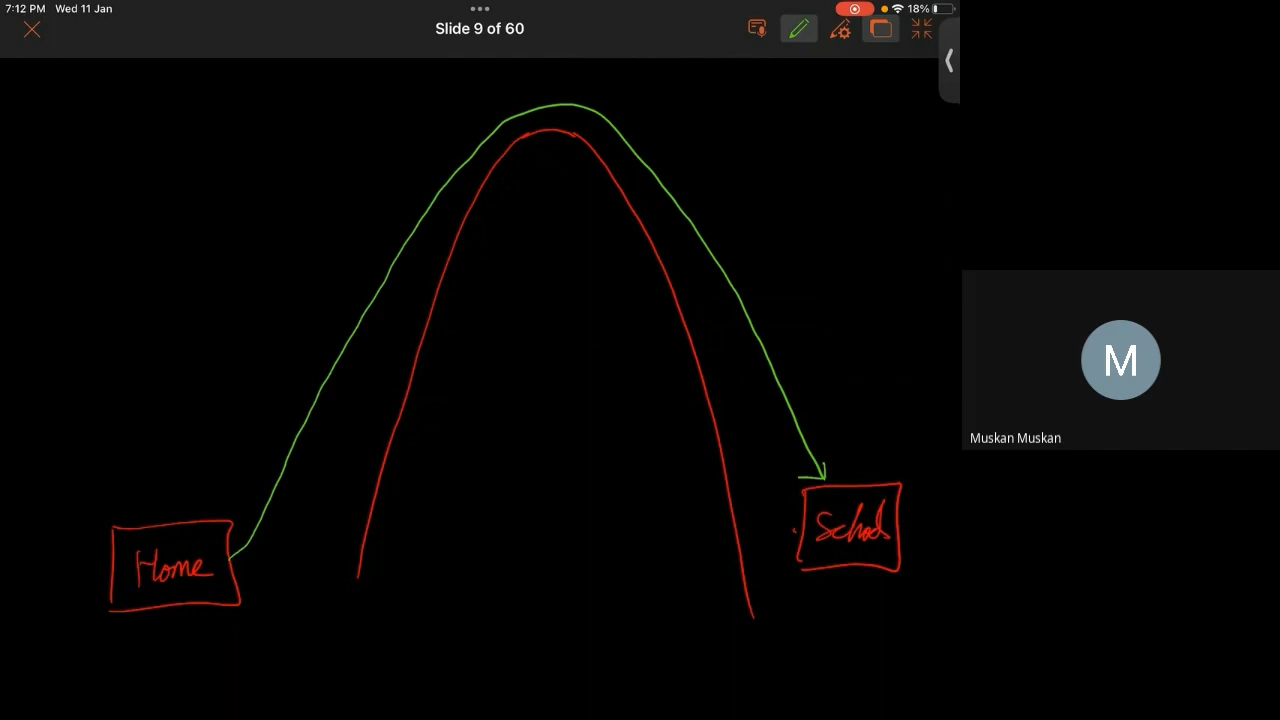 7:12 PM Wed 11 Jan
18%
Slide 9 of 60
M
Muskan Muskan
Home
School